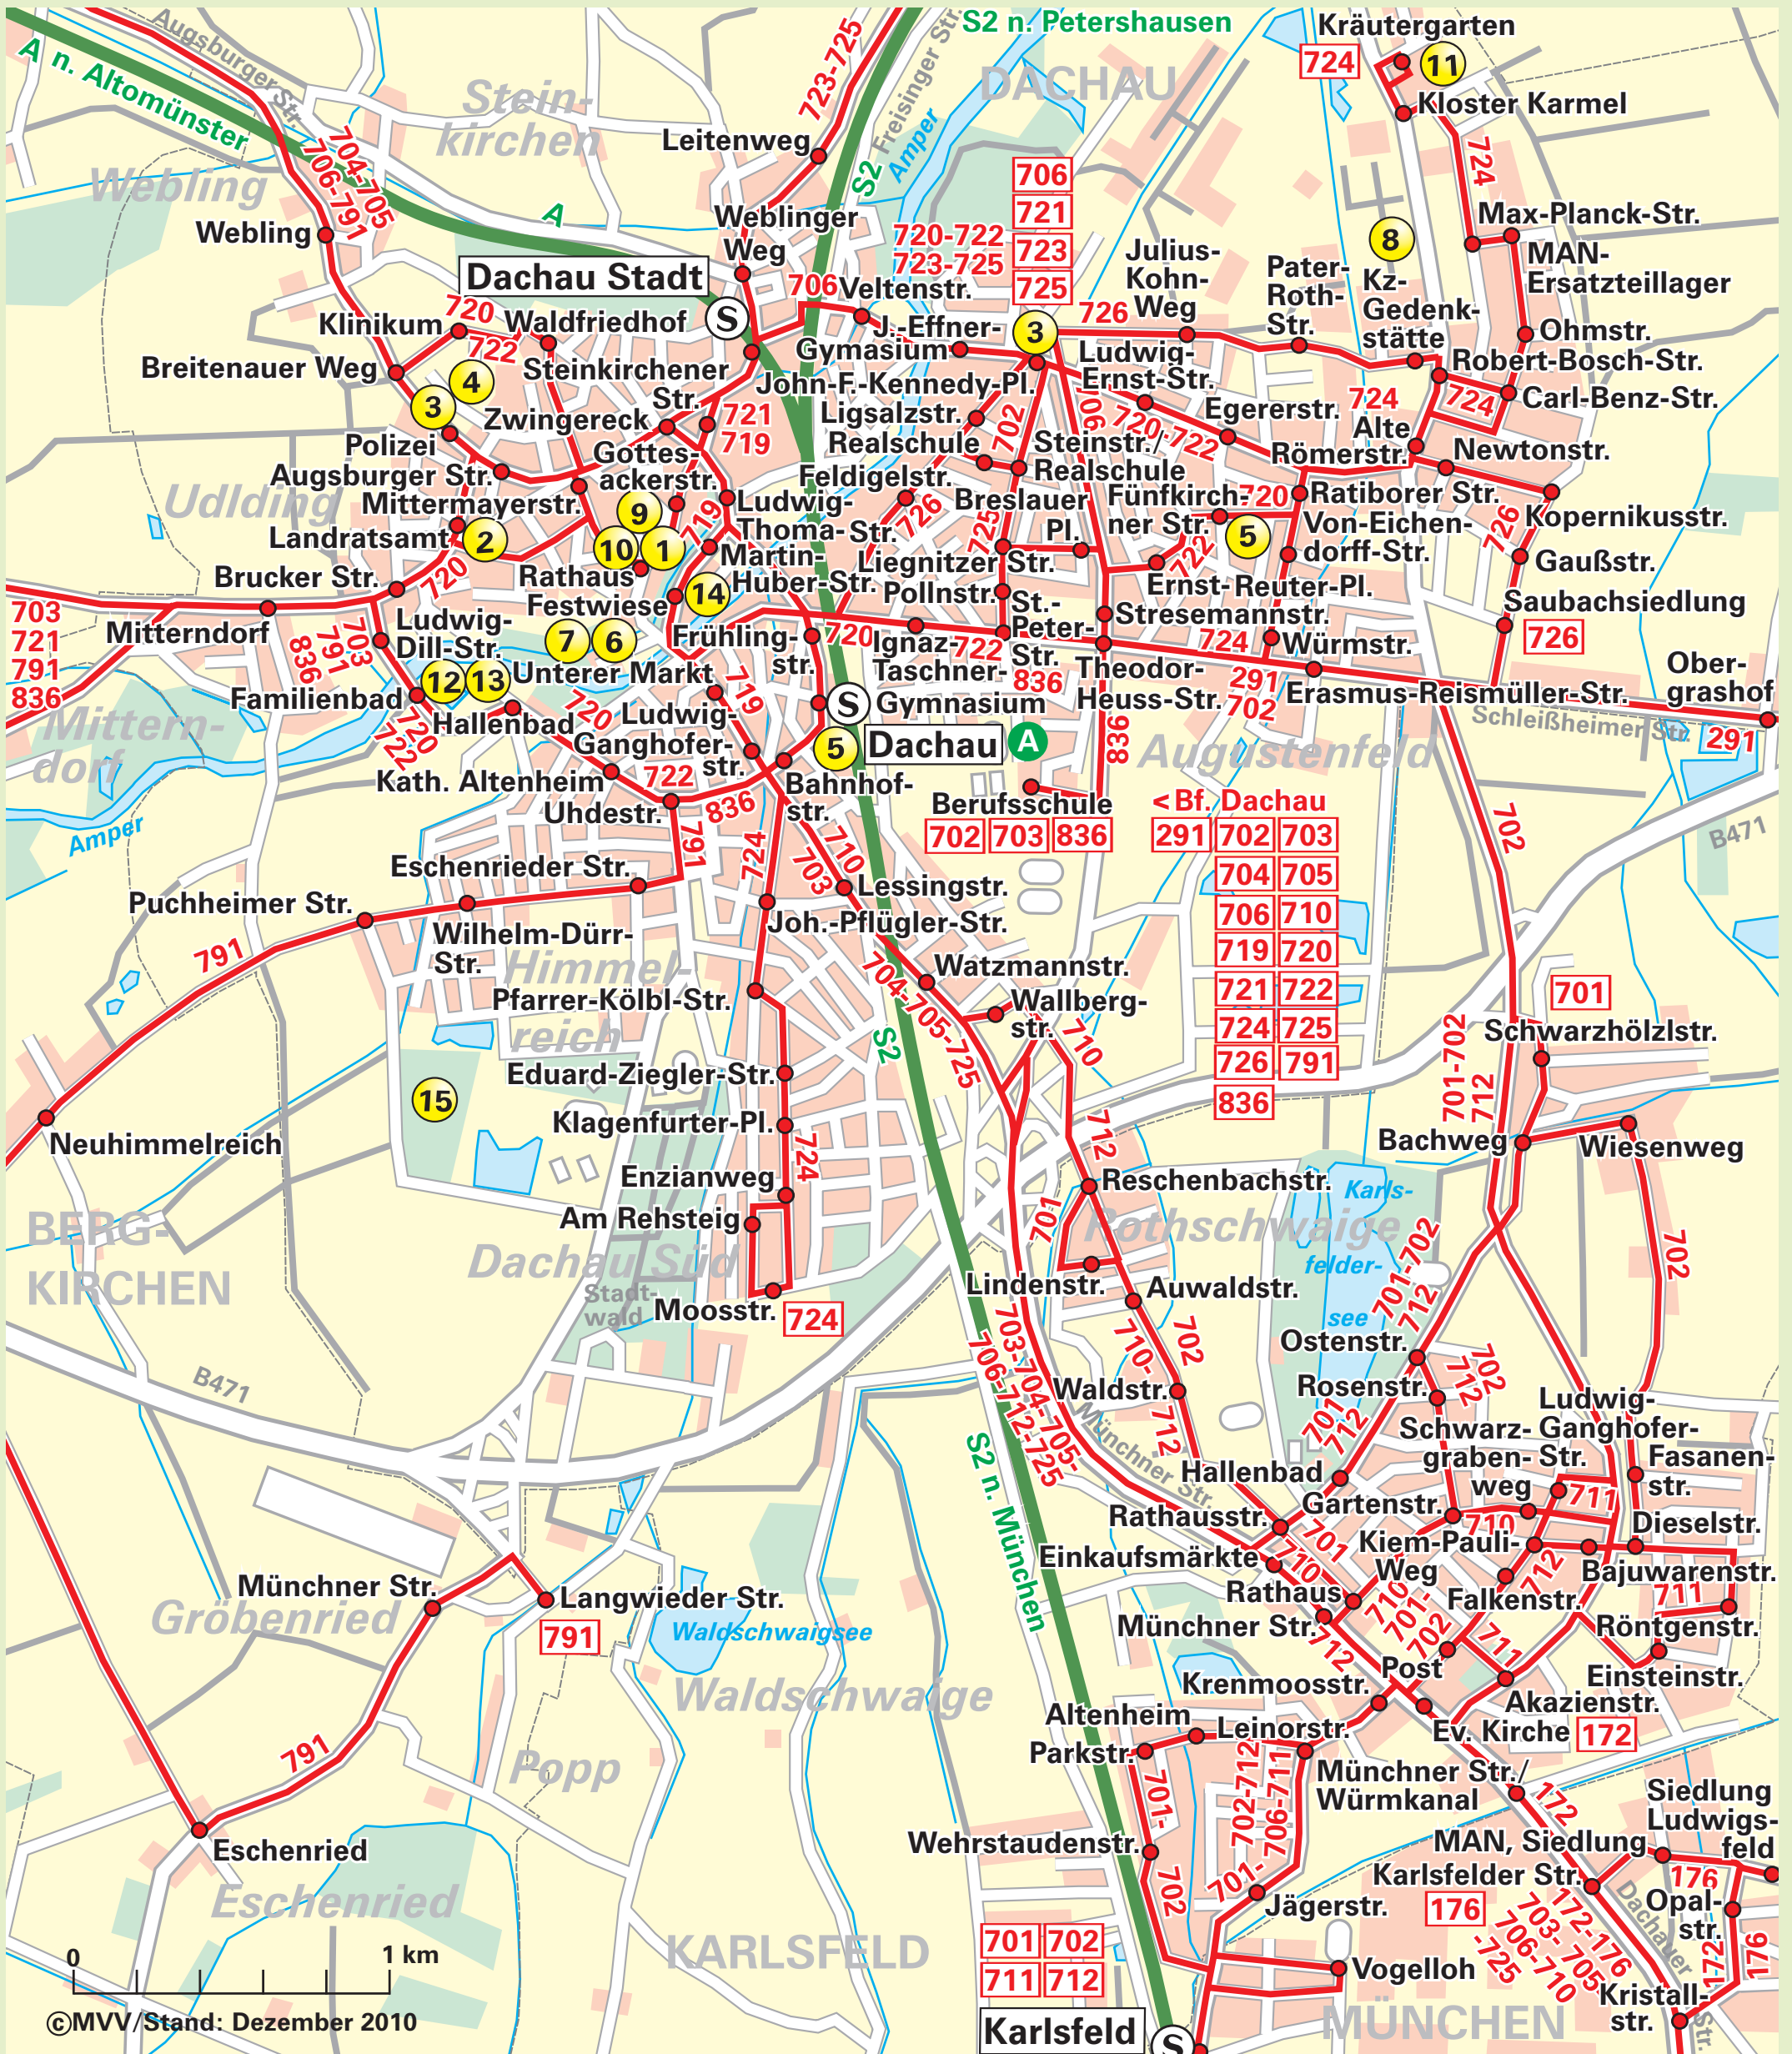 S2 n. Petershausen
Kräutergarten
724
11
Kloster Karmel
A n. Altomünster
Augsburger Str.
723-725
Freisinger Str.
DACHAU
Stein-
kirchen
Leitenweg
Amper
S2
724
704-705
706-791
Webling
Webling
A
706
721
723
725
720-722
723-725
Weblinger
Weg
Julius-
Kohn-
Weg
Pater-
Roth-
Str.
8
Kz-
Gedenk-
stätte
Max-Planck-Str.
MAN-
Ersatzteillager
Dachau Stadt
S
706
Veltenstr.
726
Ohmstr.
720
Klinikum
Waldfriedhof
722
J.-Effner-
Gymasium
3
Ludwig-
Ernst-Str.
Robert-Bosch-Str.
Breitenauer Weg
4
Steinkirchener
Str.
John-F.-Kennedy-Pl.
706
724
724
Carl-Benz-Str.
3
Zwingereck
721
719
Ligsalzstr.
702
720-722
Egererstr.
Polizei
Gottes-
ackerstr.
Realschule
Steinstr./
Realschule
Alte
Römerstr.
Newtonstr.
Augsburger Str.
Feldigelstr.
Udlding
Mittermayerstr.
9
Ludwig-
Thoma-Str.
726
Breslauer
Pl.
Fünfkirch-
ner Str.
720
Ratiborer Str.
Kopernikusstr.
Landratsamt
2
10
1
719
725
722
5
Von-Eichen-
dorff-Str.
726
Martin-
Huber-Str.
Liegnitzer Str.
Gaußstr.
Brucker Str.
720
Rathaus
14
Ernst-Reuter-Pl.
703
721
791
836
Festwiese
Pollnstr.
St.-
Peter-
Str.
Stresemannstr.
Saubachsiedlung
726
Mitterndorf
836
791
703
Ludwig-
Dill-Str.
7
6
Frühling-
str.
720
Ignaz-
Taschner-
Gymnasium
722
836
724
Würmstr.
12
13
Unterer Markt
719
Theodor-
Heuss-Str.
291
702
Erasmus-Reismüller-Str.
Ober-
grashof
Familienbad
Hallenbad
720
S
Mittern-
dorf
720
722
Ludwig-
Ganghofer-
str.
5
Dachau
A
836
Augustenfeld
Schleißheimer Str.
291
Kath. Altenheim
722
Bahnhof-
str.
Berufsschule
702
703
836
<Bf. Dachau
291
702
703
704
705
706
710
719
720
721
722
724
725
726
791
836
702
B471
Amper
Uhdestr.
836
791
724
710
703
Eschenrieder Str.
Lessingstr.
Puchheimer Str.
Joh.-Pflügler-Str.
Wilhelm-Dürr-
Str.
791
Himmel-
reich
Watzmannstr.
704-705-725
Pfarrer-Kölbl-Str.
Wallberg-
str.
710
701
Schwarzhölzlstr.
S2
701-702
712
Eduard-Ziegler-Str.
15
Klagenfurter-Pl.
712
Bachweg
Wiesenweg
Neuhimmelreich
724
Enzianweg
Reschenbachstr.
Karls-
felder-
see
BERG-
KIRCHEN
Am Rehsteig
701
Rothschwaige
702
Dachau Süd
Stadt-
wald
Lindenstr.
Auwaldstr.
701-702
712
Moosstr.
724
703-704-705-
706-712-725
710-
712
702
Ostenstr.
B471
Waldstr.
Rosenstr.
702
712
701
712
Ludwig-
Ganghofer-
Str.
S2 n. München
Münchner Str.
Schwarz-
graben-
weg
Fasanen-
str.
Hallenbad
711
Gartenstr.
710
Dieselstr.
Rathausstr.
701
Kiem-Pauli-
Weg
Münchner Str.
Langwieder Str.
791
Einkaufsmärkte
710
712
Bajuwarenstr.
Gröbenried
Waldschwaigsee
Rathaus
710
701-
702
Falkenstr.
711
Münchner Str.
712
Röntgenstr.
711
Post
Einsteinstr.
Waldschwaige
Krenmoosstr.
Akazienstr.
Altenheim
Leinorstr.
Ev. Kirche
172
791
Popp
Parkstr.
701-
702
702-712
706-711
701-
Münchner Str./
Würmkanal
172
Siedlung
Ludwigs-
feld
Eschenried
Wehrstaudenstr.
MAN, Siedlung
Karlsfelder Str.
176
176
Eschenried
Jägerstr.
172-176
703-705
706-710
-725
Dachauer
Str.
Opal-
str.
172
176
KARLSFELD
701
702
711
712
Vogelloh
0
1 km
Kristall-
str.
©MVV/Stand: Dezember 2010
Karlsfeld
S
MÜNCHEN